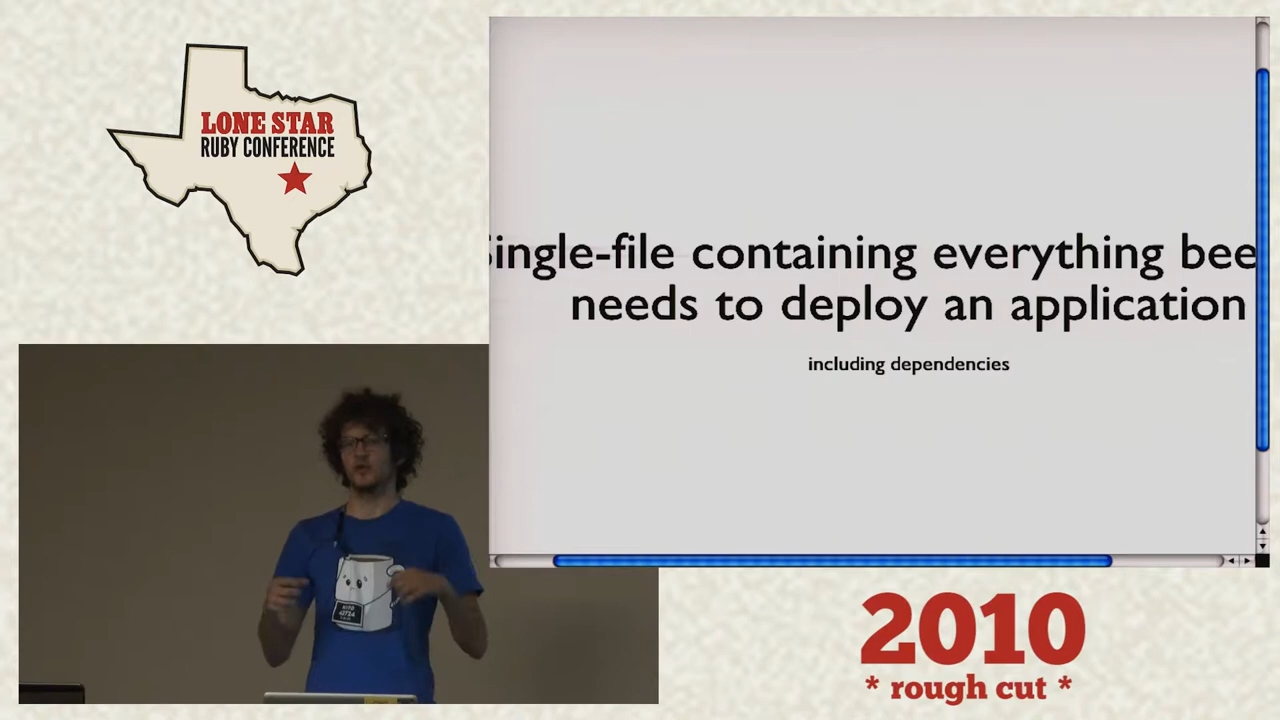 LONE STAR
RUBY CONFERENCE
ingle-file containing everything bee
needs to deploy an application
including dependencies
2010
* rough cut *